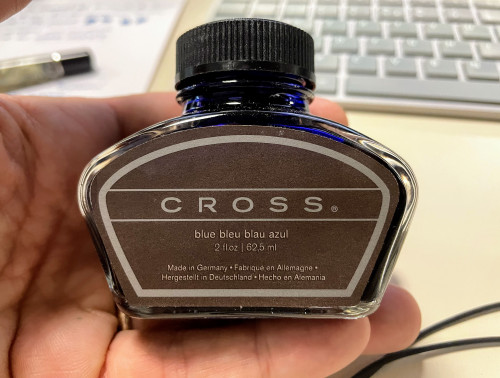 CROSS®
blue bleu blau azul
2 fl oz | 62,5 ml
Made in Germany • Fabriqué en Allemagne •
Hergestellt in Deutschland • Hecho en Alemania